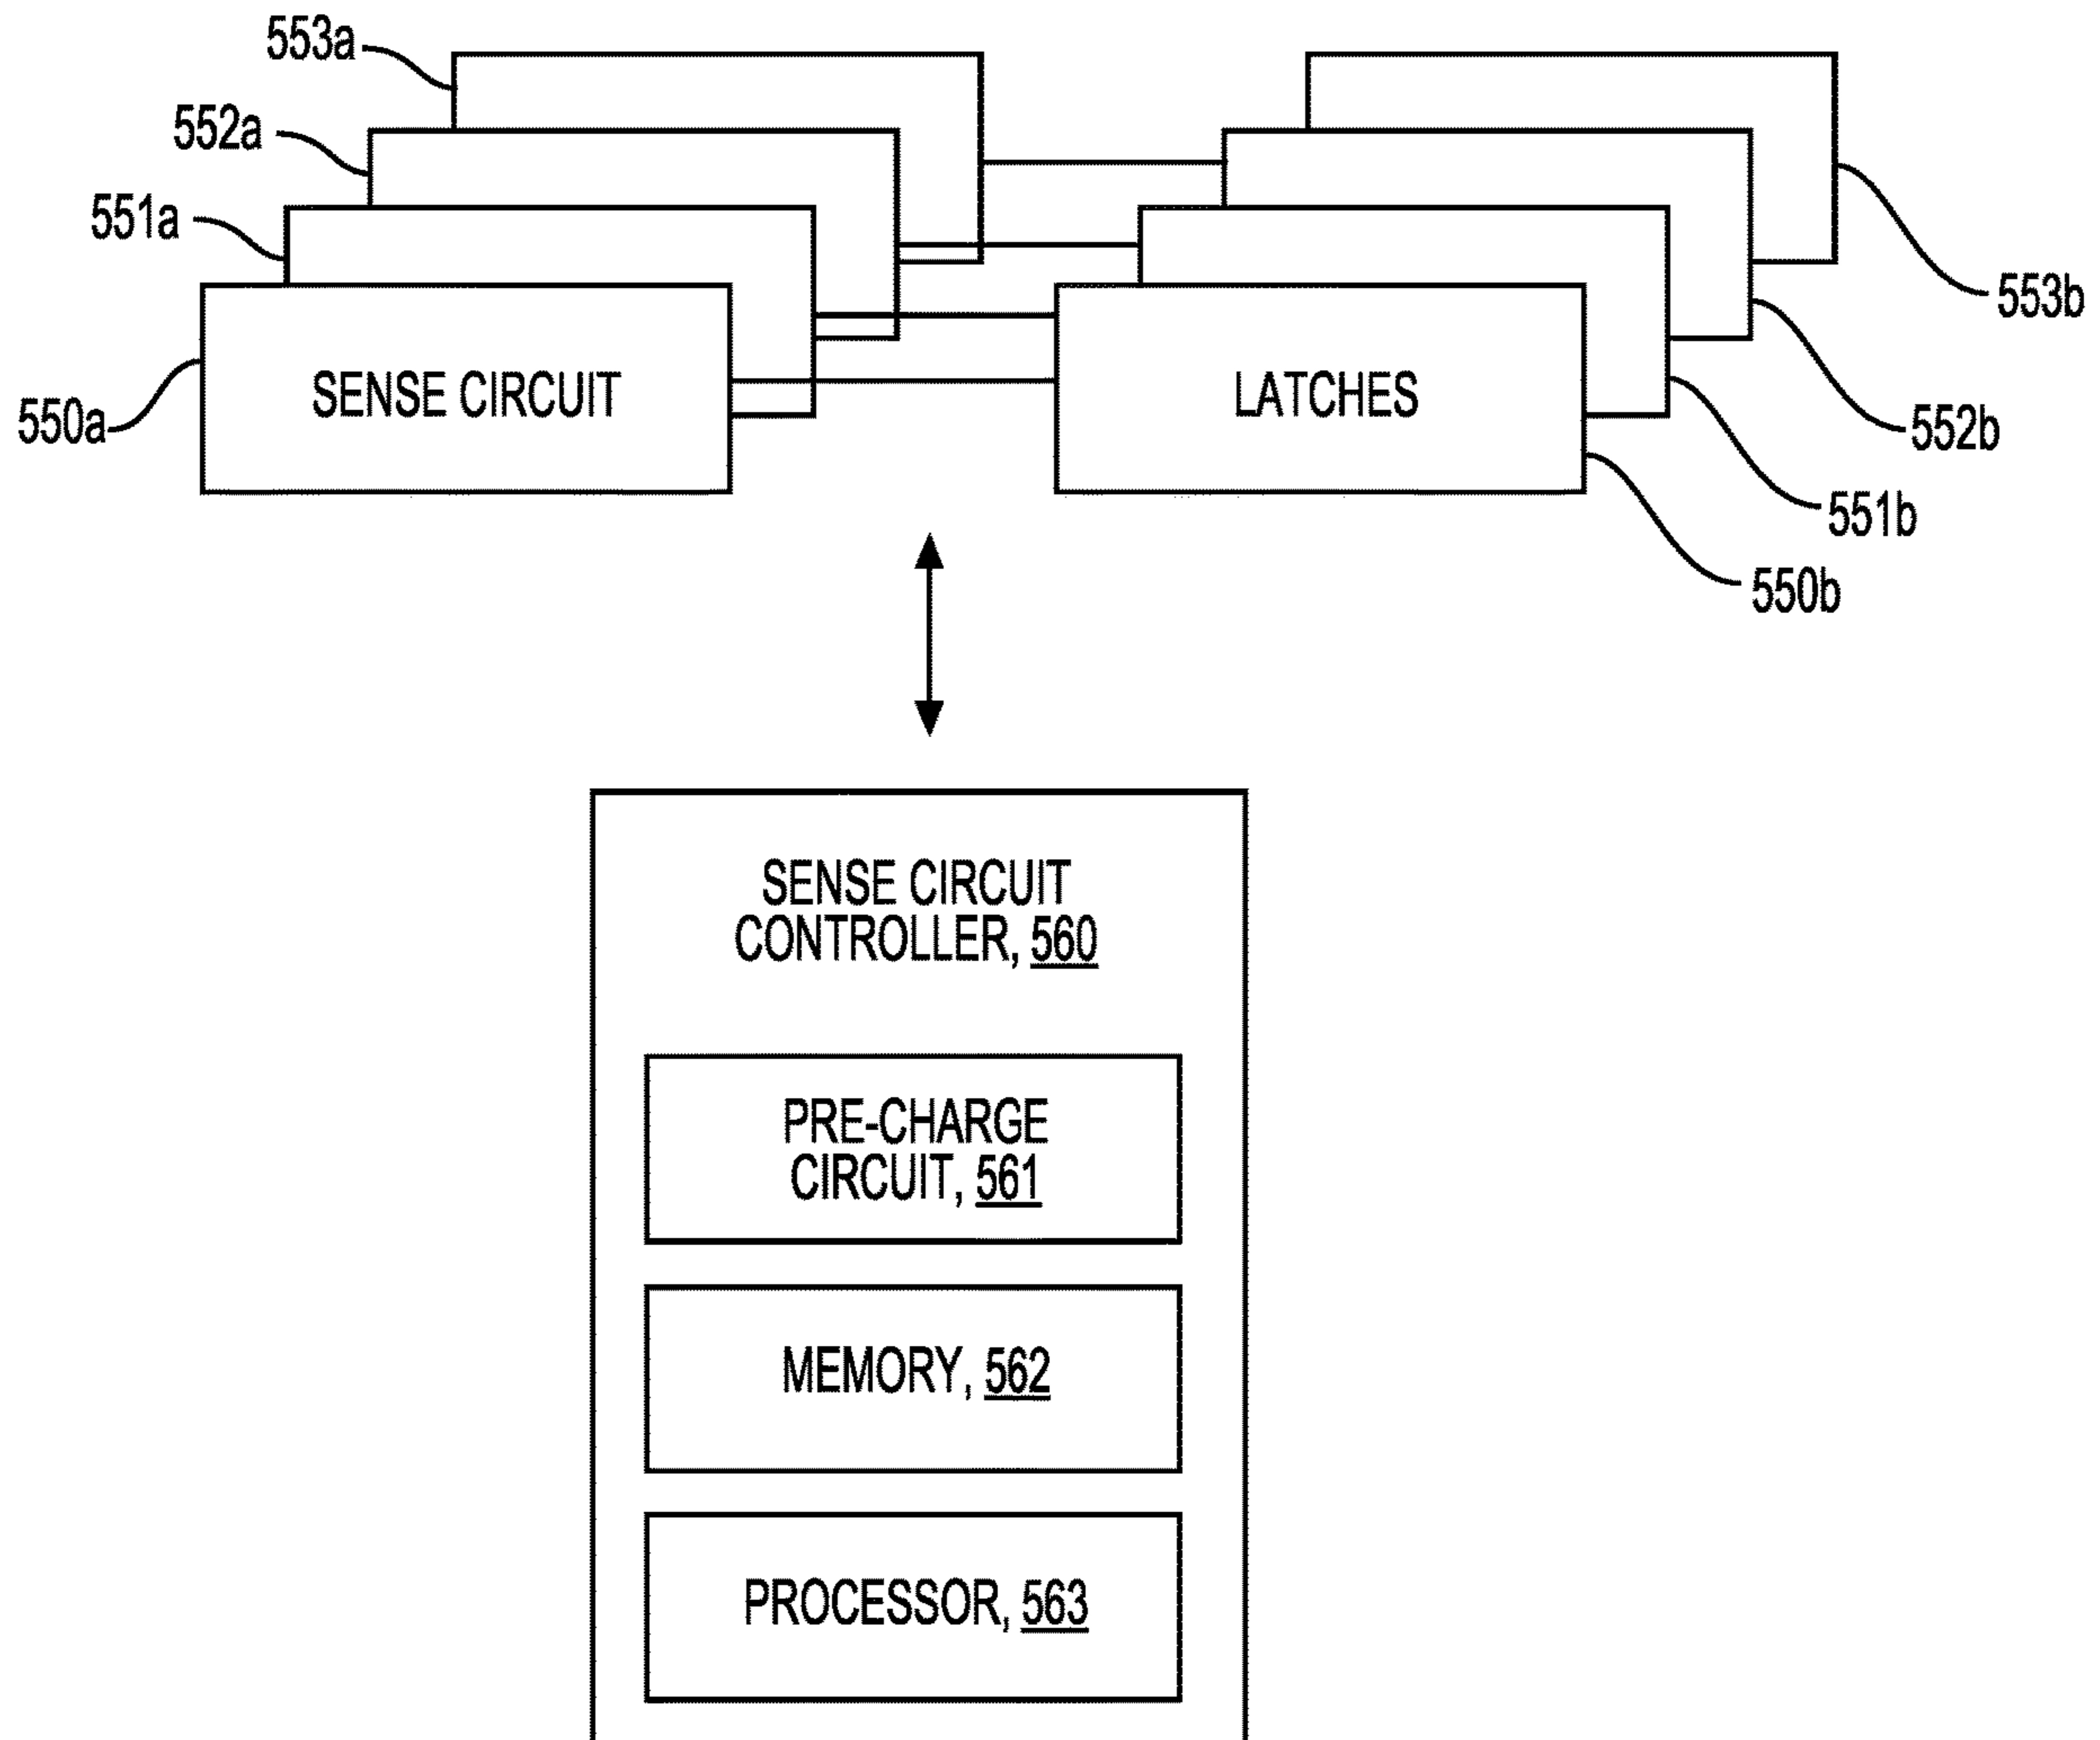 553a
552a
551a
550a
SENSE CIRCUIT
LATCHES
553b
552b
551b
550b
SENSE CIRCUIT
CONTROLLER, 560
PRE-CHARGE
CIRCUIT, 561
MEMORY, 562
PROCESSOR, 563